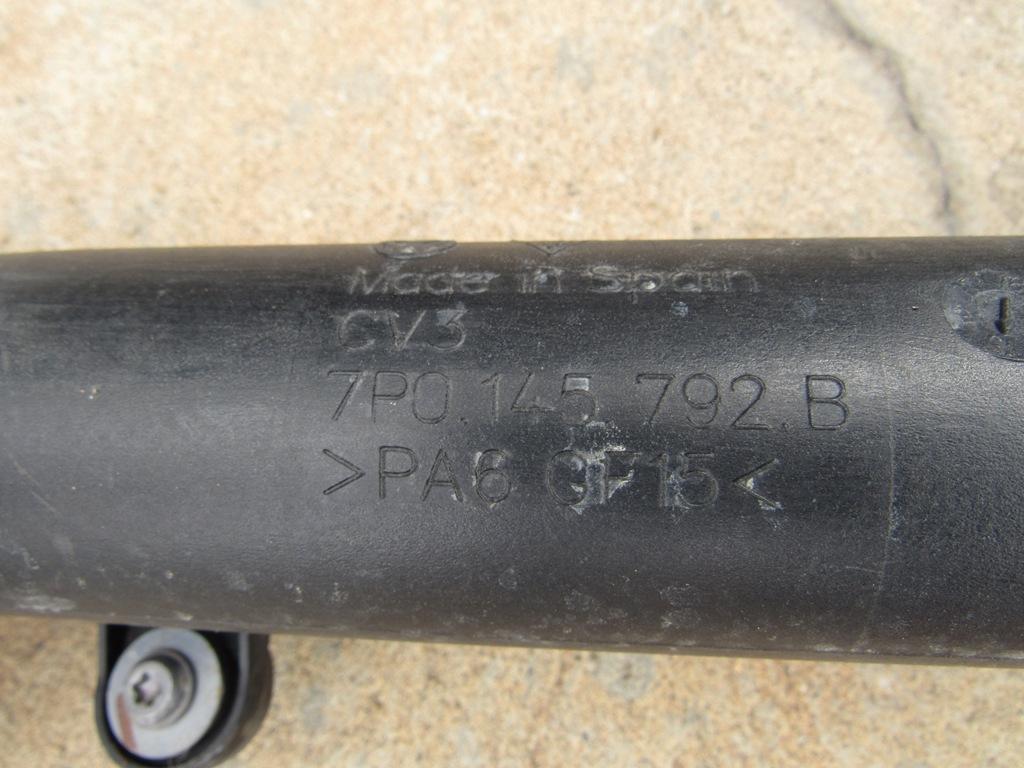 Made in Spain
CV3
7P0.145 792.B
>PA6 GF15<